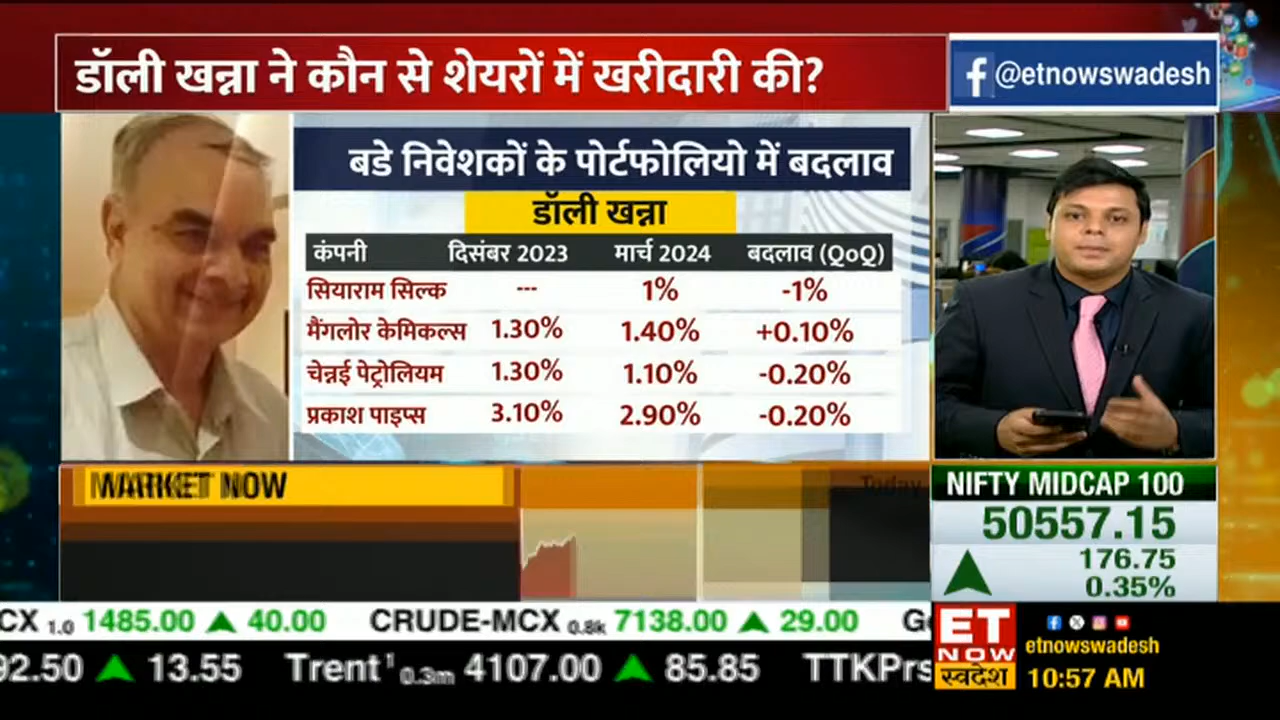 डॉली खन्ना ने कौन से शेयरों में खरीदारी की?
@etnowswadesh
बडे निवेशकों के पोर्टफोलियो में बदलाव
डॉली खन्ना
कंपनी दिसंबर 2023 मार्च 2024 बदलाव (QoQ)
सियाराम सिल्क --- 1% -1%
मैंगलोर केमिकल्स 1.30% 1.40% +0.10%
चेन्नई पेट्रोलियम 1.30% 1.10% -0.20%
प्रकाश पाइप्स 3.10% 2.90% -0.20%
MARKET NOW
Today
NIFTY MIDCAP 100
50557.15
176.75
0.35%
CX 1.0 1485.00 ▲ 40.00 CRUDE-MCX 0.8k 7138.00 ▲ 29.00
92.50 ▲ 13.55 Trent 0.3m 4107.00 ▲ 85.85 TTKPrs
ET
NOW
स्वदेश
etnowswadesh
10:57 AM